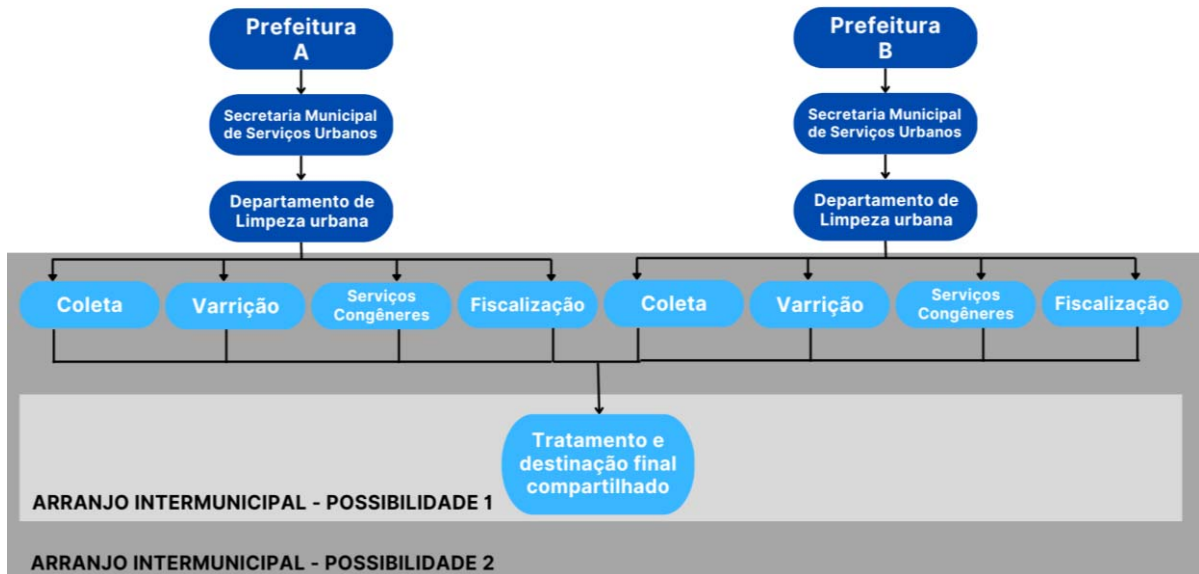 Prefeitura
A
Prefeitura
B
Secretaria Municipal
de Serviços Urbanos
Secretaria Municipal
de Serviços Urbanos
Departamento de
Limpeza urbana
Departamento de
Limpeza urbana
Coleta
Varrição
Serviços
Congêneres
Fiscalização
Coleta
Varrição
Serviços
Congêneres
Fiscalização
Tratamento e
destinação final
compartilhado
ARRANJO INTERMUNICIPAL - POSSIBILIDADE 1
ARRANJO INTERMUNICIPAL - POSSIBILIDADE 2